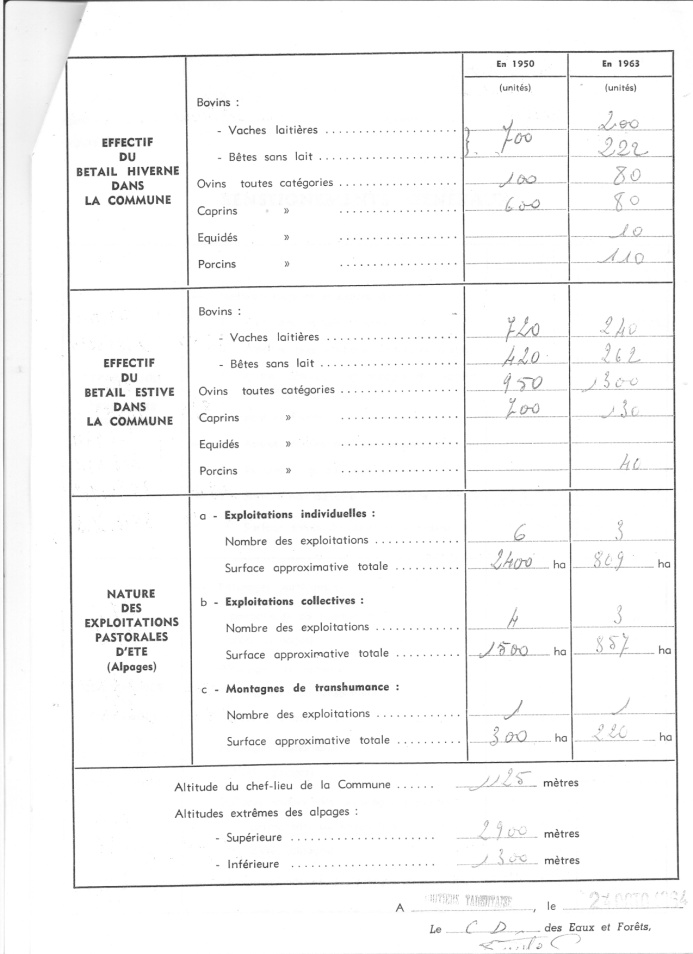 En 1950 En 1963
(unités) (unités)
EFFECTIF
DU
BETAIL HIVERNE
DANS
LA COMMUNE
Bovins :
- Vaches laitières .................... } 700 200
- Bêtes sans lait ..................... 222
Ovins toutes catégories .................. 100 80
Caprins » .................. 600 80
Equidés » .................. 10
Porcins » .................. 110
EFFECTIF
DU
BETAIL ESTIVE
DANS
LA COMMUNE
Bovins :
- Vaches laitières .................... 720 240
- Bêtes sans lait ..................... 420 262
Ovins toutes catégories .................. 950 1300
Caprins » .................. 700 130
Equidés » ..................
Porcins » .................. 40
NATURE
DES
EXPLOITATIONS
PASTORALES
D'ETE
(Alpages)
a - Exploitations individuelles :
Nombre des exploitations ............. 6 3
Surface approximative totale .......... 2400 ha 869 ha
b - Exploitations collectives :
Nombre des exploitations ............. 4 3
Surface approximative totale .......... 1500 ha 857 ha
c - Montagnes de transhumance :
Nombre des exploitations ............. 1 1
Surface approximative totale .......... 300 ha 220 ha
Altitude du chef-lieu de la Commune ...... 1125 mètres
Altitudes extrêmes des alpages :
- Supérieure ...................... 2900 mètres
- Inférieure ...................... 1300 mètres
A MOUTIERS TARENTAISE, le
Le C D des Eaux et Forêts,